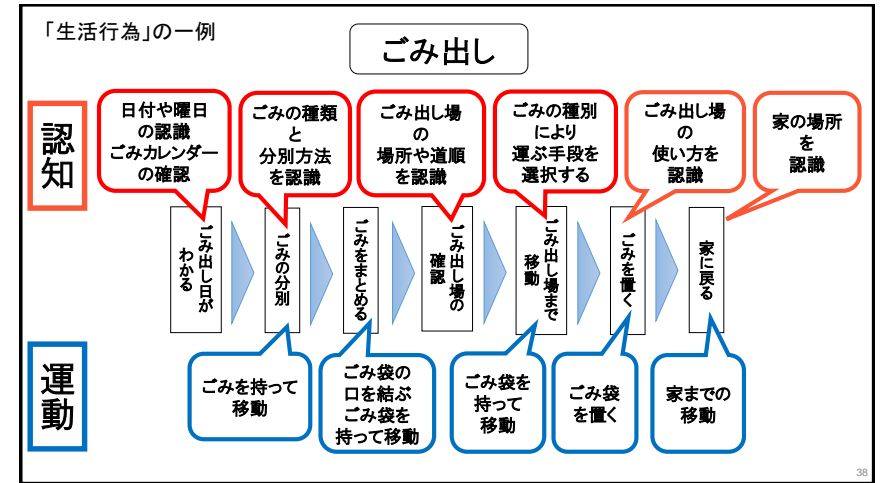 「生活行為」の一例
ごみ出し
認知
日付や曜日
の認識
ごみカレンダー
の確認
ごみの種類
と
分別方法
を認識
ごみ出し場
の
場所や道順
を認識
ごみの種別
により
運ぶ手段を
選択する
ごみ出し場
の
使い方を
認識
家の場所
を
認識
ごみ出し日が
わかる
ごみの分別
ごみをまとめる
ごみ出し場の
確認
ごみ出し場まで
移動
ごみを置く
家に戻る
運動
ごみを持って
移動
ごみ袋の
口を結ぶ
ごみ袋を
持って移動
ごみ袋を
持って
移動
ごみ袋
を置く
家までの
移動
38